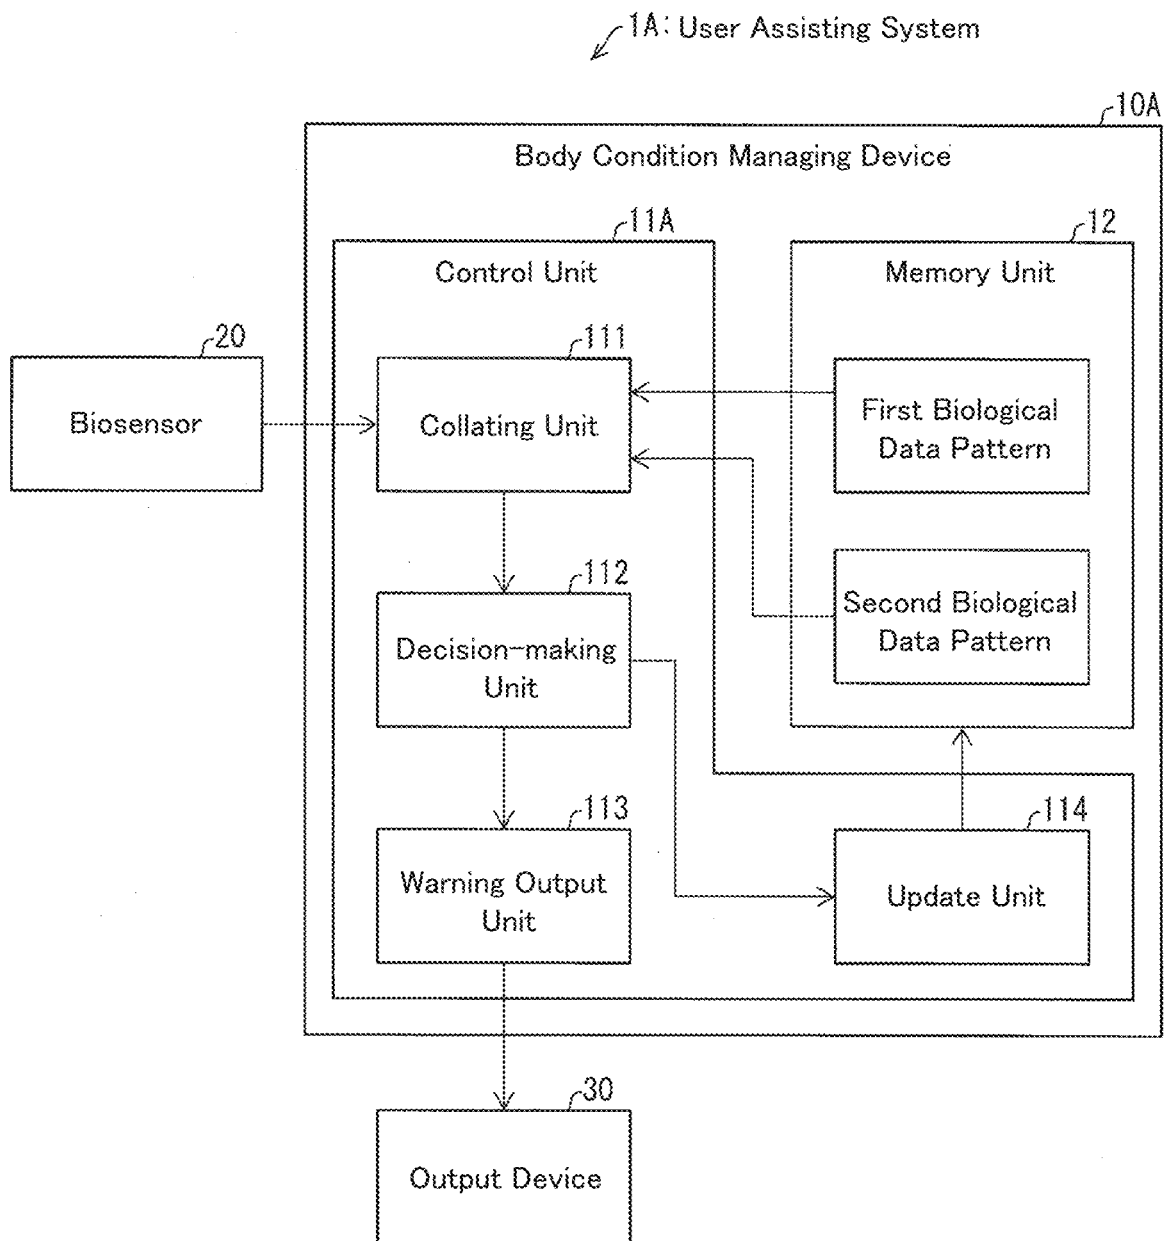 1A: User Assisting System
10A
Body Condition Managing Device
11A
Control Unit
12
Memory Unit
20
Biosensor
111
Collating Unit
First Biological
Data Pattern
112
Decision-making
Unit
Second Biological
Data Pattern
113
Warning Output
Unit
114
Update Unit
30
Output Device